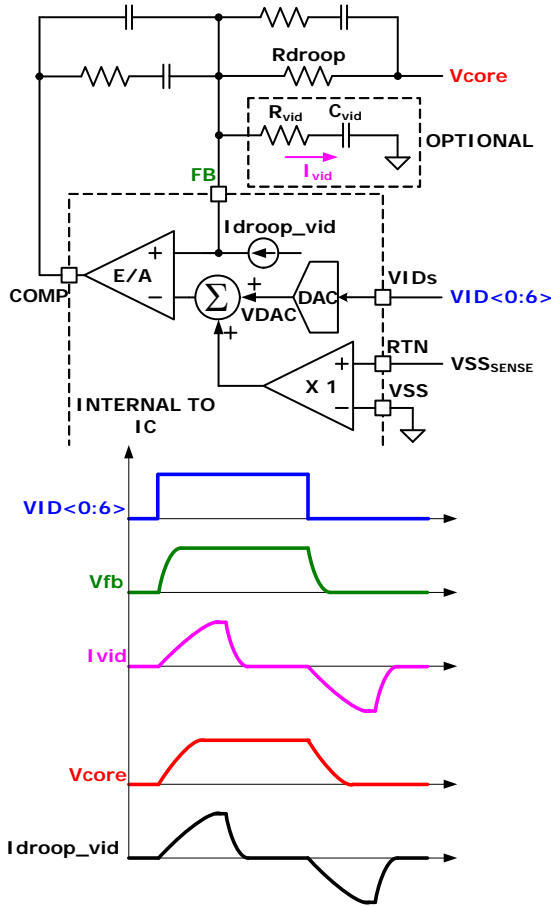 Rdroop
Vcore
Rvid
Cvid
OPTIONAL
Ivid
FB
Idroop_vid
E/A
+
−
COMP
Σ
+
+
VDAC
DAC
VIDs
VID<0:6>
RTN
VSSSENSE
X 1
+
−
VSS
INTERNAL TO
IC
VID<0:6>
Vfb
Ivid
Vcore
Idroop_vid